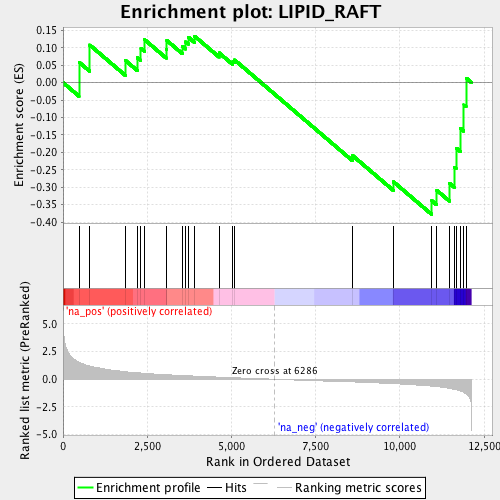 Enrichment plot: LIPID_RAFT
Enrichment score (ES)
0.15
0.10
0.05
0.00
-0.05
-0.10
-0.15
-0.20
-0.25
-0.30
-0.35
-0.40
'na_pos' (positively correlated)
Ranked list metric (PreRanked)
5.0
2.5
0.0
-2.5
-5.0
Zero cross at 6286
'na_neg' (negatively correlated)
0 2,500 5,000 7,500 10,000 12,500
Rank in Ordered Dataset
Enrichment profile Hits Ranking metric scores